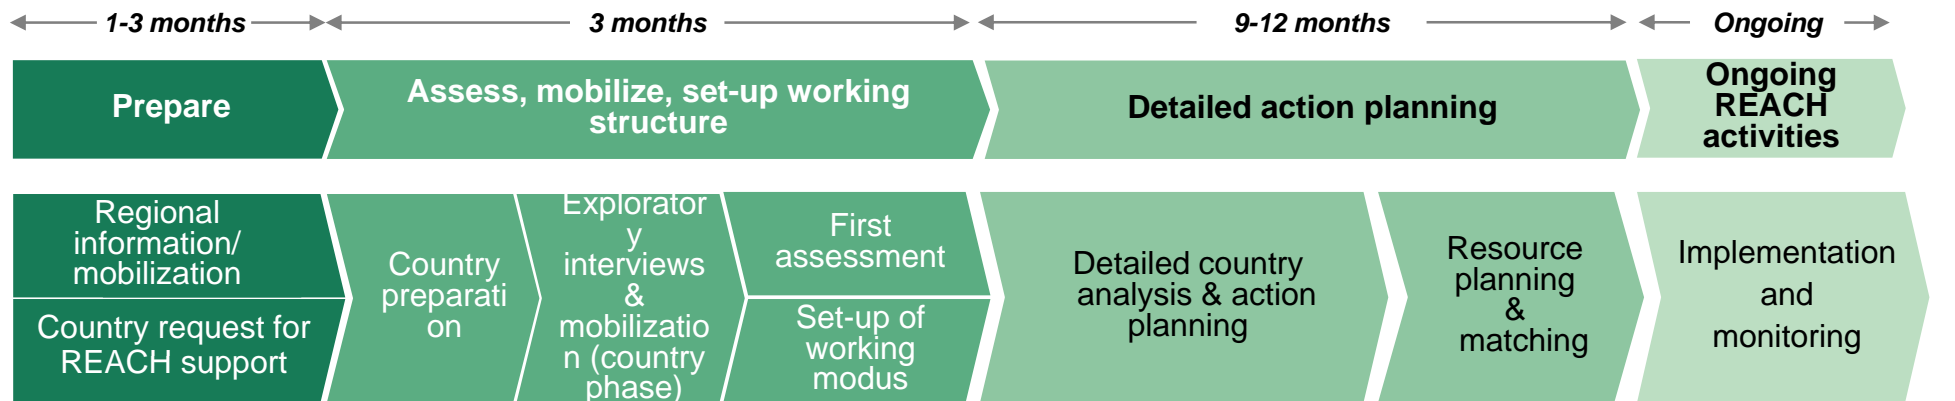 1-3 months
3 months
9-12 months
Ongoing
Prepare
Assess, mobilize, set-up working
structure
Detailed action planning
Ongoing
REACH
activities
Regional
information/
mobilization
Country request for
REACH support
Country
preparati
on
Explorator
y
interviews
&
mobilizatio
n (country
phase)
First
assessment
Set-up of
working
modus
Detailed country
analysis & action
planning
Resource
planning
&
matching
Implementation
and
monitoring